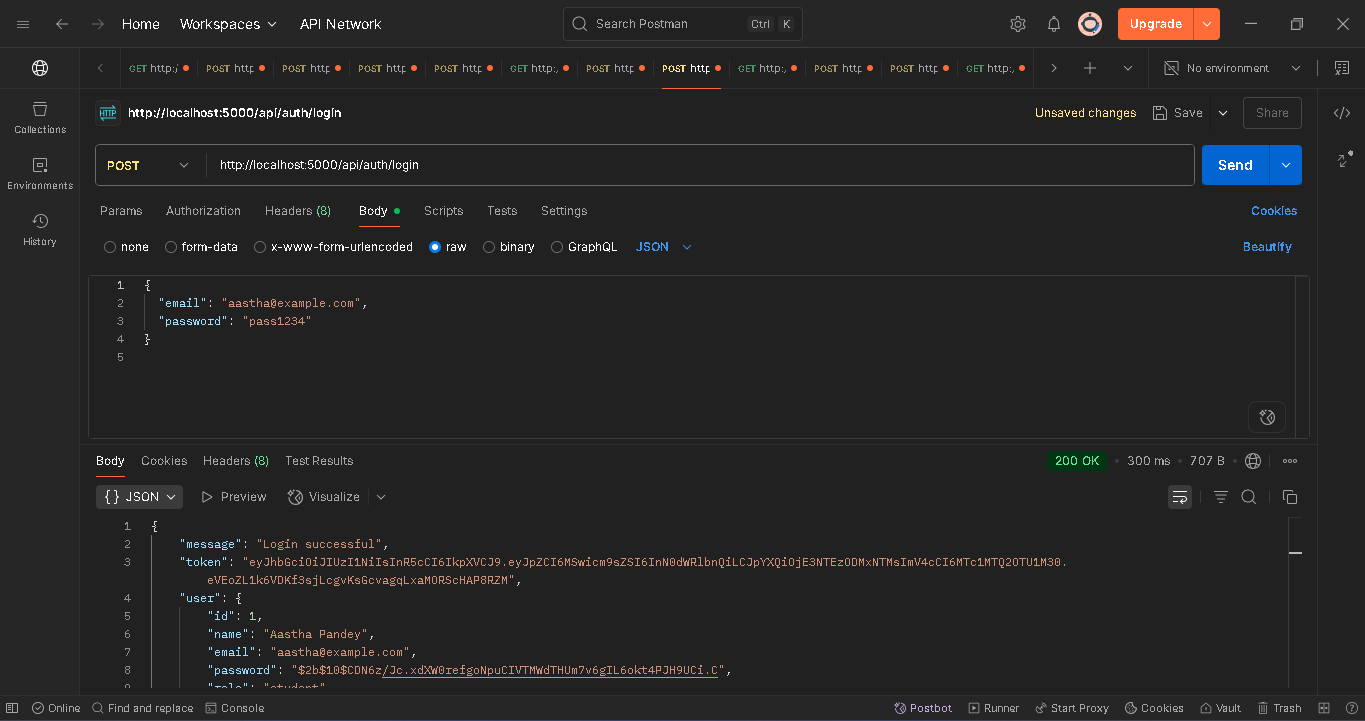 Home Workspaces API Network Search Postman Ctrl K Upgrade
GET http:/ POST http POST http POST http POST http GET http:, POST http POST http GET http:, POST http POST http GET http:, No environment
HTTP http://localhost:5000/api/auth/login Unsaved changes Save Share
Collections
Environments
History
POST http://localhost:5000/api/auth/login Send
Params Authorization Headers (8) Body Scripts Tests Settings Cookies
none form-data x-www-form-urlencoded raw binary GraphQL JSON Beautify
1 {
2 "email": "aastha@example.com",
3 "password": "pass1234"
4 }
5
Body Cookies Headers (8) Test Results 200 OK • 300 ms • 707 B
{} JSON Preview Visualize
1 {
2 "message": "Login successful",
3 "token": "eyJhbGciOiJIUzI1NiIsInR5cCI6IkpXVCJ9.eyJpZCI6MSwicm9sZSI6InN0dWRlbnQiLCJpYXQiOjE3NTEzODMxNTMsImV4cCI6MTc1MTQ2OTU1M30.
eVEoZL1k6VDKf3sjLcgvKsGcvagqLxaMORScHAP8RZM",
4 "user": {
5 "id": 1,
6 "name": "Aastha Pandey",
7 "email": "aastha@example.com",
8 "password": "$2b$10$CDN6z/Jc.xdXW0refgoNpuCIVTMWdTHUm7v6gIL6okt4PJH9UCi.C",
9 "role": "student"
Online Find and replace Console Postbot Runner Start Proxy Cookies Vault Trash